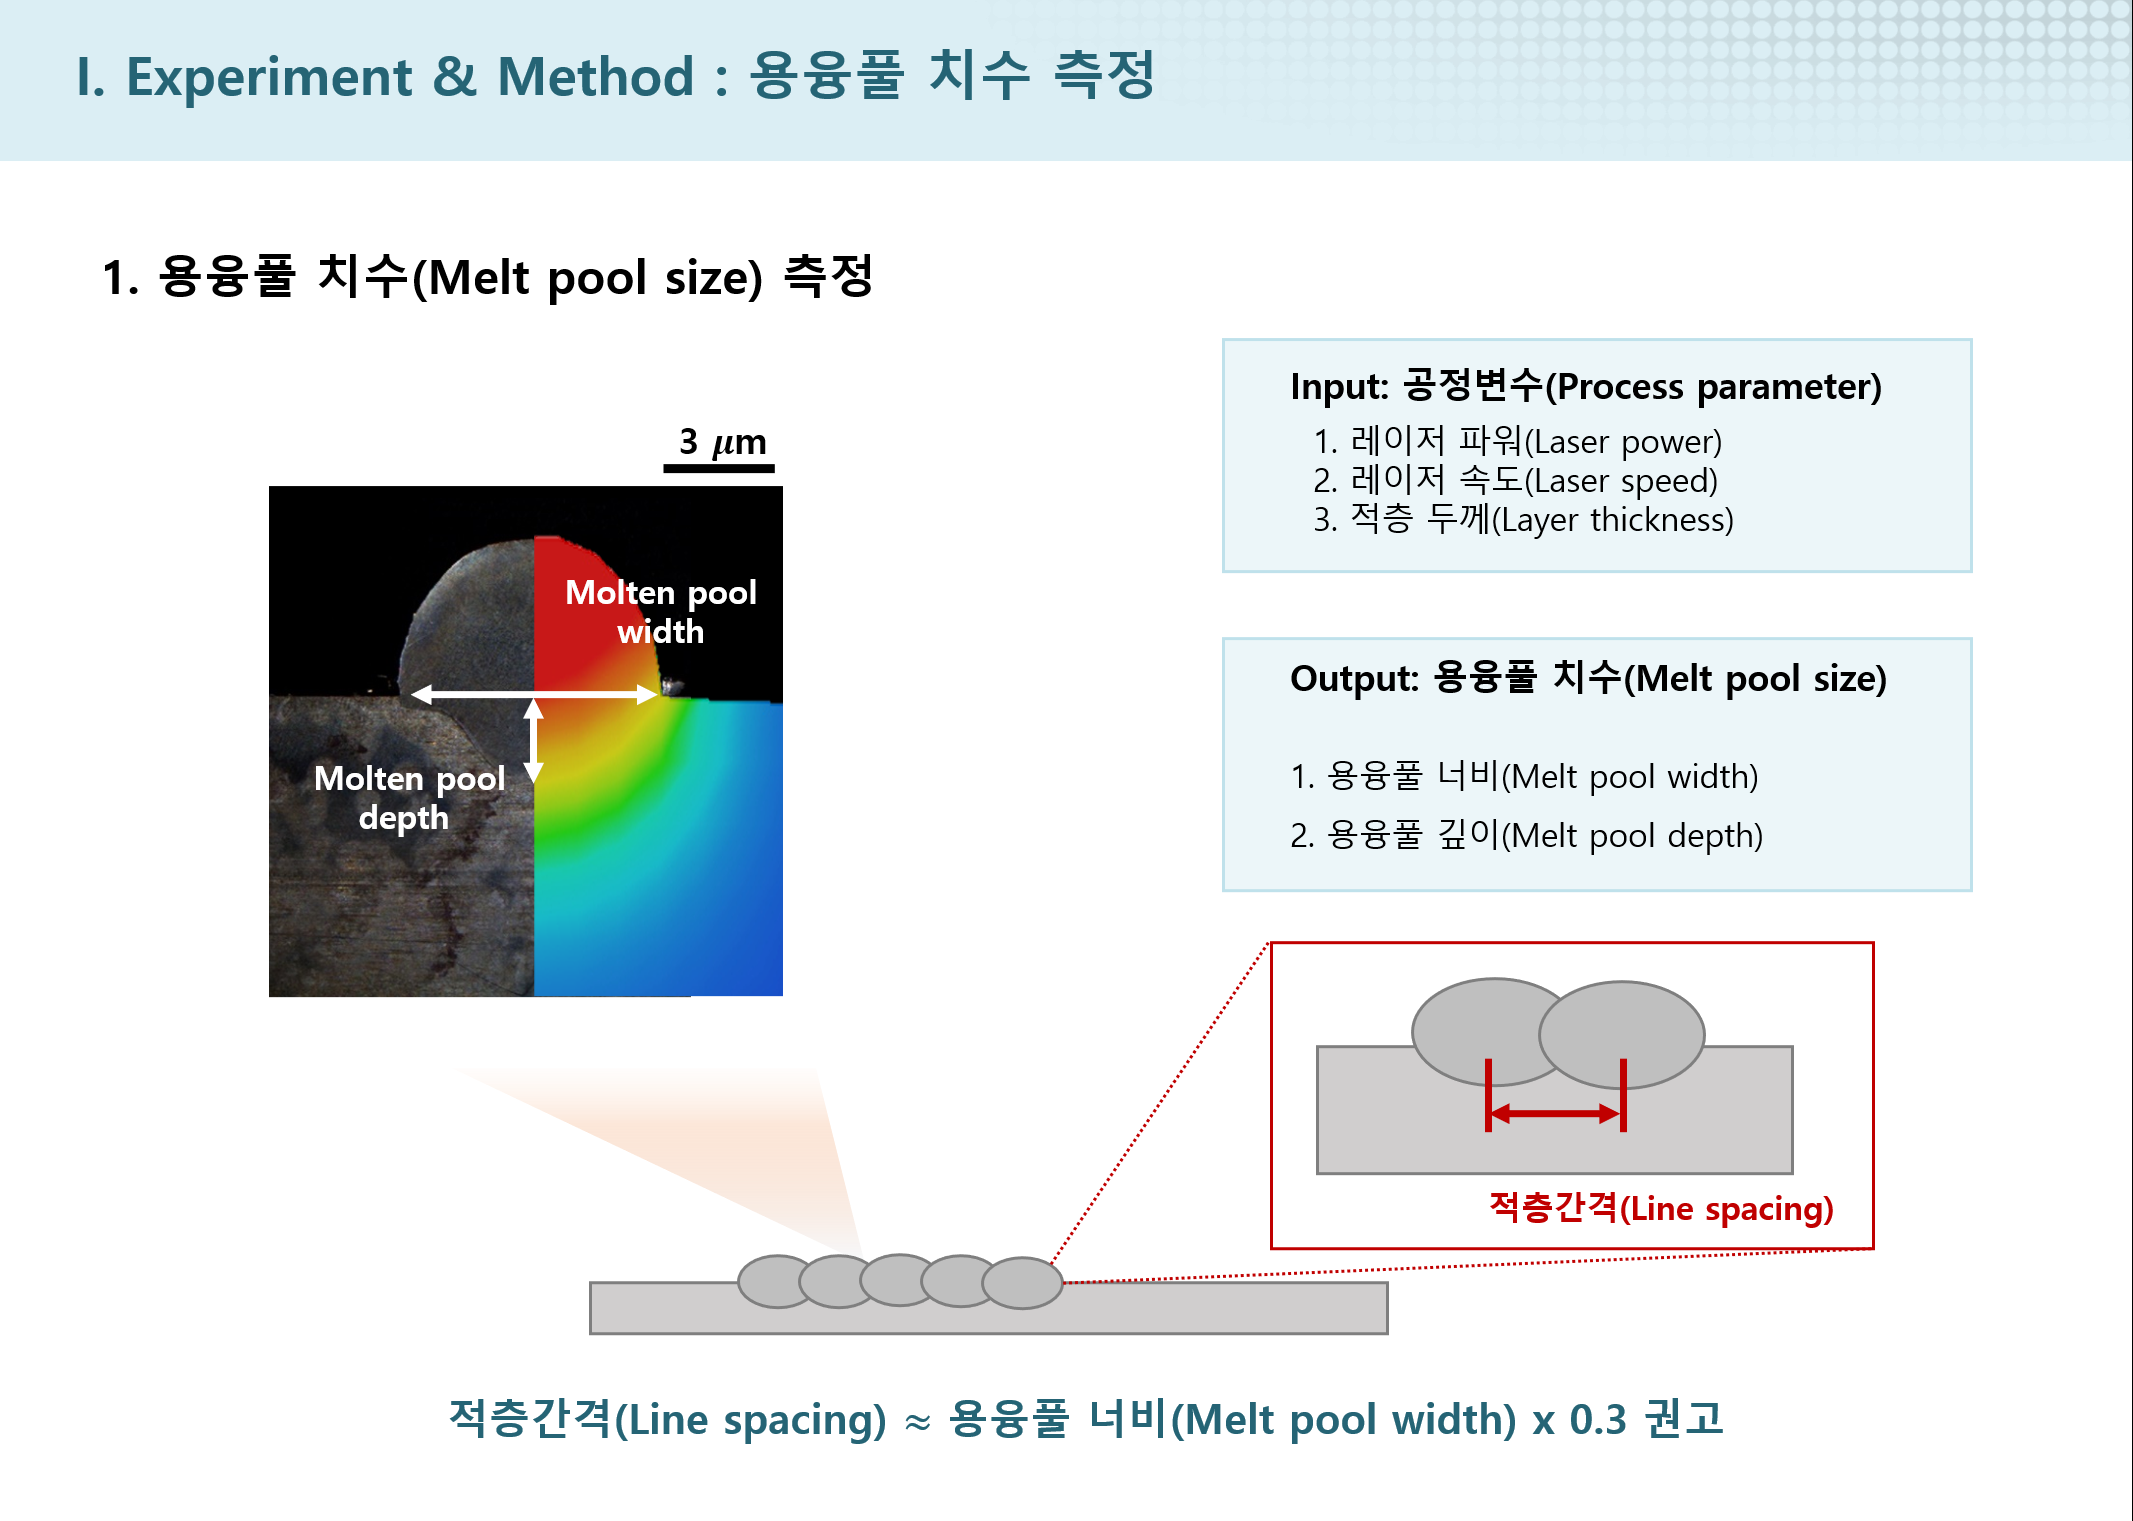 I. Experiment & Method : 용융풀 치수 측정
1. 용융풀 치수(Melt pool size) 측정
3 μm
Molten pool
width
Molten pool
depth
Input: 공정변수(Process parameter)
1. 레이저 파워(Laser power)
2. 레이저 속도(Laser speed)
3. 적층 두께(Layer thickness)
Output: 용융풀 치수(Melt pool size)
1. 용융풀 너비(Melt pool width)
2. 용융풀 깊이(Melt pool depth)
적층간격(Line spacing)
적층간격(Line spacing) ≈ 용융풀 너비(Melt pool width) x 0.3 권고